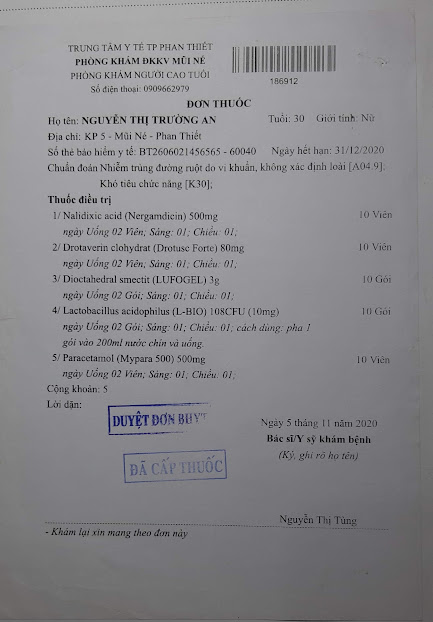 TRUNG TÂM Y TẾ TP PHAN THIẾT
PHÒNG KHÁM ĐKKV MŨI NÉ
PHÒNG KHÁM NGƯỜI CAO TUỔI
Số điện thoại: 0909662979
186912
ĐƠN THUỐC
Họ tên: NGUYỄN THỊ TRƯỜNG AN Tuổi: 30 Giới tính: Nữ
Địa chỉ: KP 5 - Mũi Né - Phan Thiết
Số thẻ bảo hiểm y tế: BT2606021456565 - 60040 Ngày hết hạn: 31/12/2020
Chuẩn đoán Nhiễm trùng đường ruột do vi khuẩn, không xác định loài [A04.9];
Khó tiêu chức năng [K30];
Thuốc điều trị
1/ Nalidixic acid (Nergamdicin) 500mg 10 Viên
ngày Uống 02 Viên; Sáng: 01; Chiều: 01;
2/ Drotaverin clohydrat (Drotusc Forte) 80mg 10 Viên
ngày Uống 02 Viên; Sáng: 01; Chiều: 01;
3/ Dioctahedral smectit (LUFOGEL) 3g 10 Gói
ngày Uống 02 Gói; Sáng: 01; Chiều: 01;
4/ Lactobacillus acidophilus (L-BIO) 108CFU (10mg) 10 Gói
ngày Uống 02 Gói; Sáng: 01; Chiều: 01; cách dùng: pha 1
gói vào 200ml nước chín và uống.
5/ Paracetamol (Mypara 500) 500mg 10 Viên
ngày Uống 02 Viên; Sáng: 01; Chiều: 01;
Cộng khoản: 5
Lời dặn:
DUYỆT ĐƠN BHYT
Ngày 5 tháng 11 năm 2020
Bác sĩ/Y sỹ khám bệnh
(Ký, ghi rõ họ tên)
ĐÃ CẤP THUỐC
Nguyễn Thị Tùng
- Khám lại xin mang theo đơn này